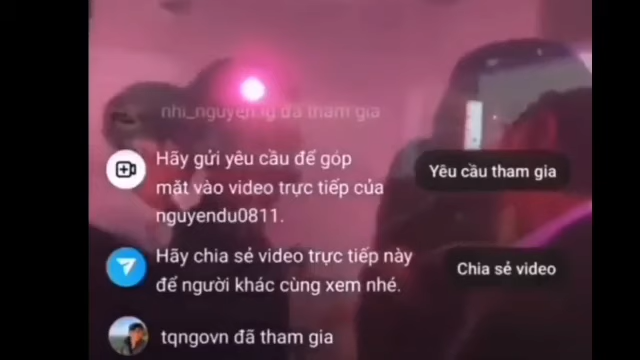 nhi_nguyen.ig đã tham gia
Hãy gửi yêu cầu để góp
mặt vào video trực tiếp của
nguyendu0811.
Yêu cầu tham gia
Hãy chia sẻ video trực tiếp này
để người khác cùng xem nhé.
Chia sẻ video
tqngovn đã tham gia